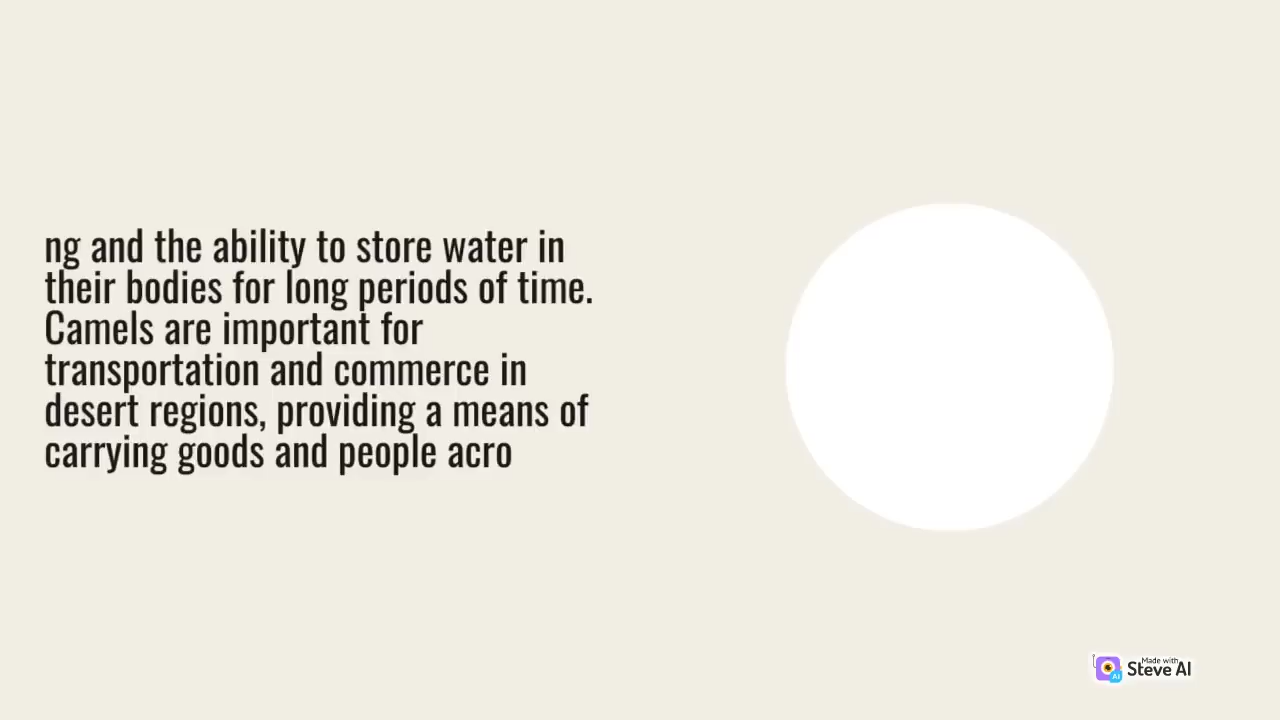 ng and the ability to store water in
their bodies for long periods of time.
Camels are important for
transportation and commerce in
desert regions, providing a means of
carrying goods and people acro
Made with
Steve AI
AI